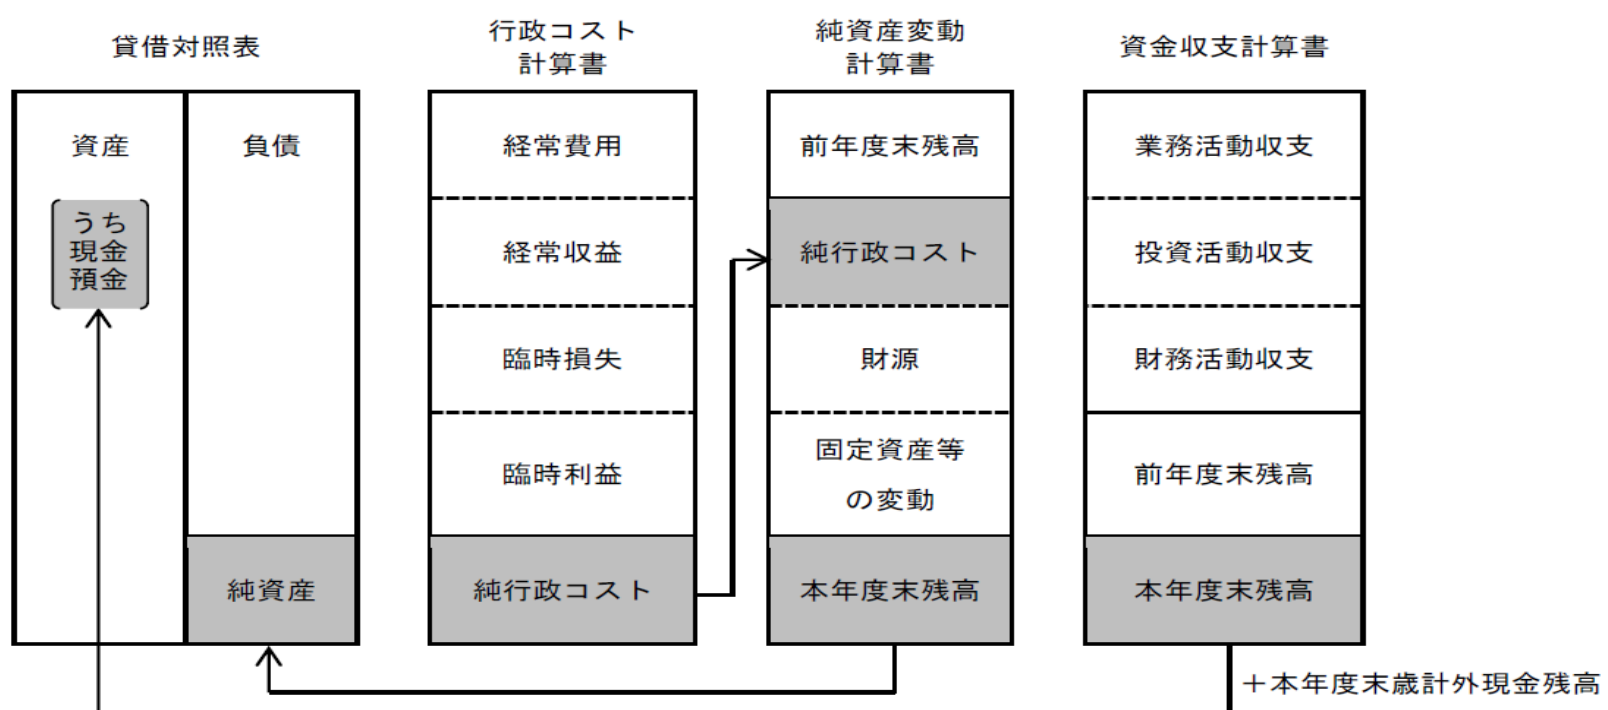 貸借対照表
資産
うち
現金
預金
負債
純資産
行政コスト
計算書
経常費用
経常収益
臨時損失
臨時利益
純行政コスト
純資産変動
計算書
前年度末残高
純行政コスト
財源
固定資産等
の変動
本年度末残高
資金収支計算書
業務活動収支
投資活動収支
財務活動収支
前年度末残高
本年度末残高
＋本年度末歳計外現金残高